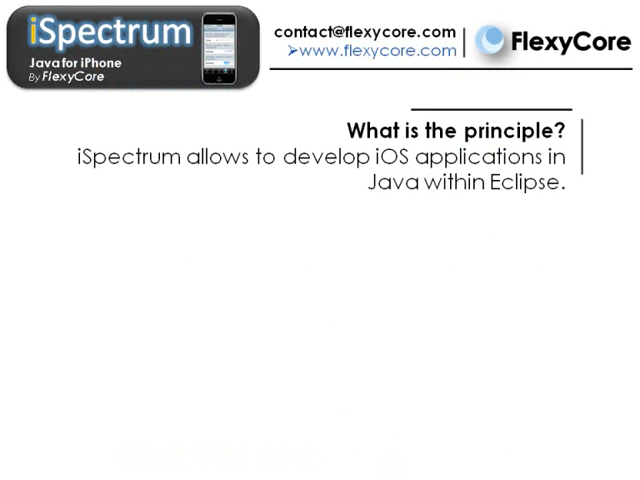 iSpectrum
Java for iPhone
By FlexyCore
contact@flexycore.com
➢www.flexycore.com
FlexyCore
What is the principle?
iSpectrum allows to develop iOS applications in
Java within Eclipse.